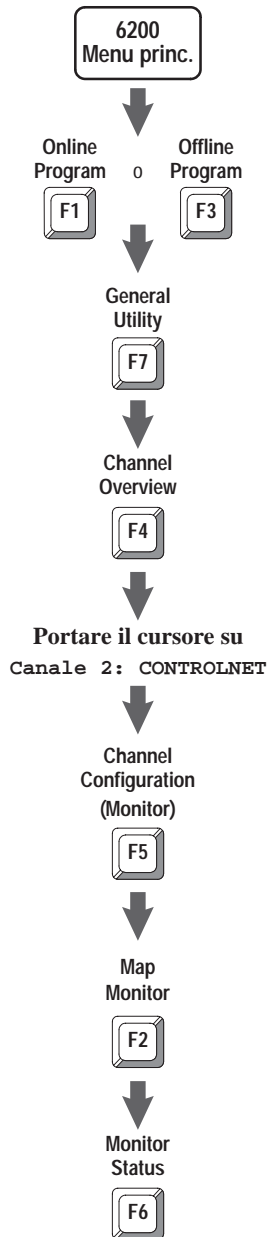 6200
Menu princ.
Online Program o Offline Program
F1 F3
General
Utility
F7
Channel
Overview
F4
Portare il cursore su
Canale 2: CONTROLNET
Channel
Configuration
(Monitor)
F5
Map
Monitor
F2
Monitor
Status
F6